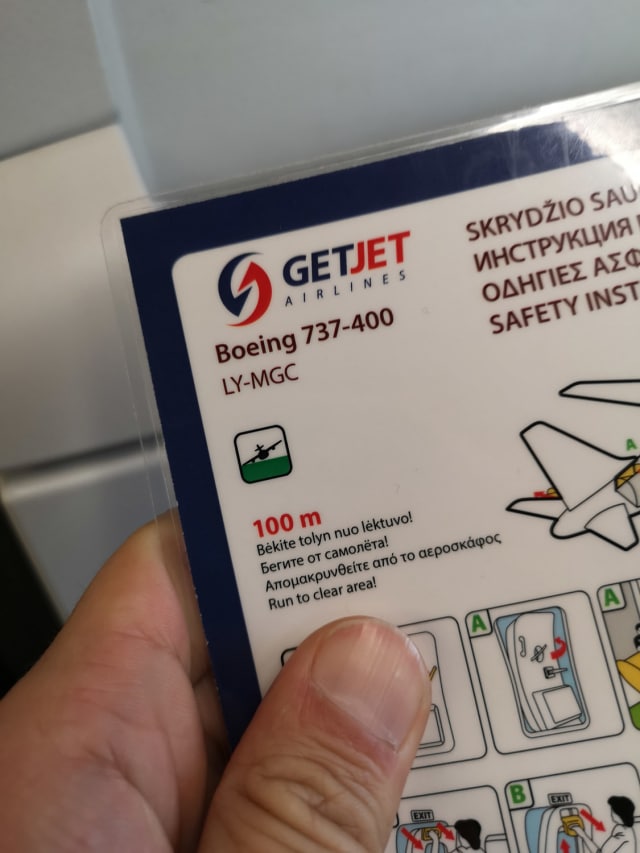 GETJET
AIRLINES
Boeing 737-400
LY-MGC
SKRYDŽIO
ИНСТРУКЦИЯ
ΟΔΗΓΙΕΣ
SAFETY
A
100 m
Bėkite tolyn nuo lėktuvo!
Бегите от самолёта!
Απομακρυνθείτε από το αεροσκάφος
Run to clear area!
A
A
EXIT
B
EXIT